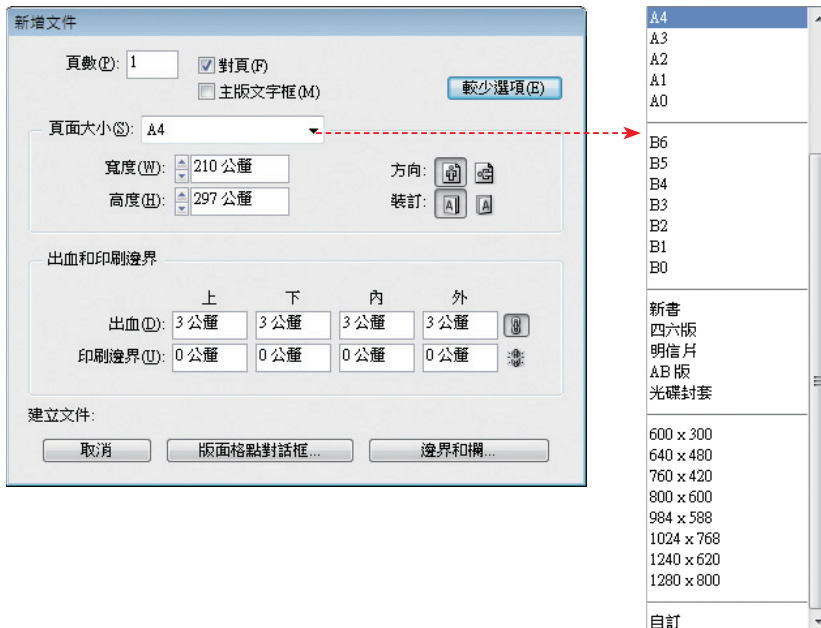 新增文件
頁數(P): 1
對頁(F)
主版文字框(M)
較少選項(E)
頁面大小(S): A4
寬度(W): 210 公釐
高度(H): 297 公釐
方向:
裝訂:
出血和印刷邊界
上 下 內 外
出血(D): 3 公釐 3 公釐 3 公釐 3 公釐
印刷邊界(U): 0 公釐 0 公釐 0 公釐 0 公釐
建立文件:
取消 版面格點對話框... 邊界和欄...
A4
A3
A2
A1
A0
B6
B5
B4
B3
B2
B1
B0
新書
四六版
明信片
AB 版
光碟封套
600 x 300
640 x 480
760 x 420
800 x 600
984 x 588
1024 x 768
1240 x 620
1280 x 800
自訂